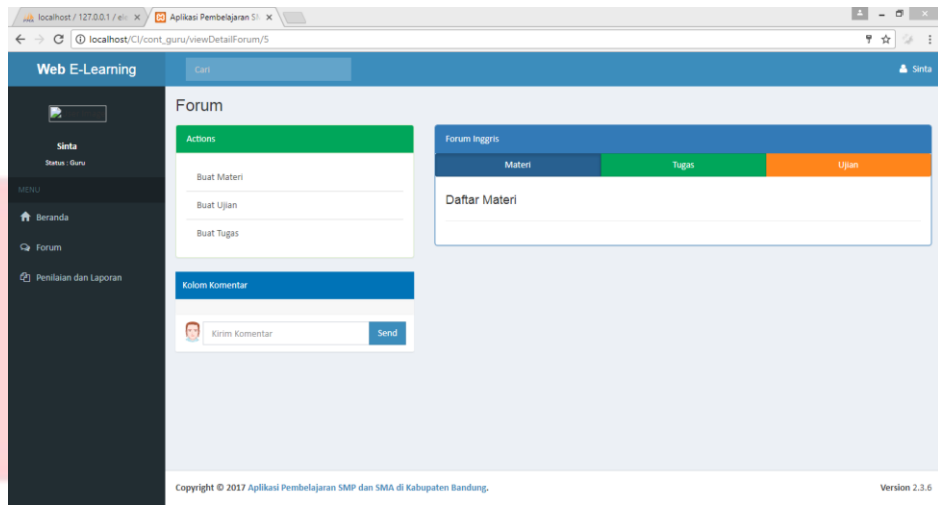 localhost / 127.0.0.1 / ele
Aplikasi Pembelajaran S
localhost/CI/cont_guru/viewDetailForum/5
Web E-Learning
Cari
Sinta
Sinta
Status : Guru
MENU
Beranda
Forum
Penilaian dan Laporan
Forum
Actions
Buat Materi
Buat Ujian
Buat Tugas
Kolom Komentar
Kirim Komentar
Send
Forum Inggris
Materi
Tugas
Ujian
Daftar Materi
Copyright © 2017 Aplikasi Pembelajaran SMP dan SMA di Kabupaten Bandung.
Version 2.3.6